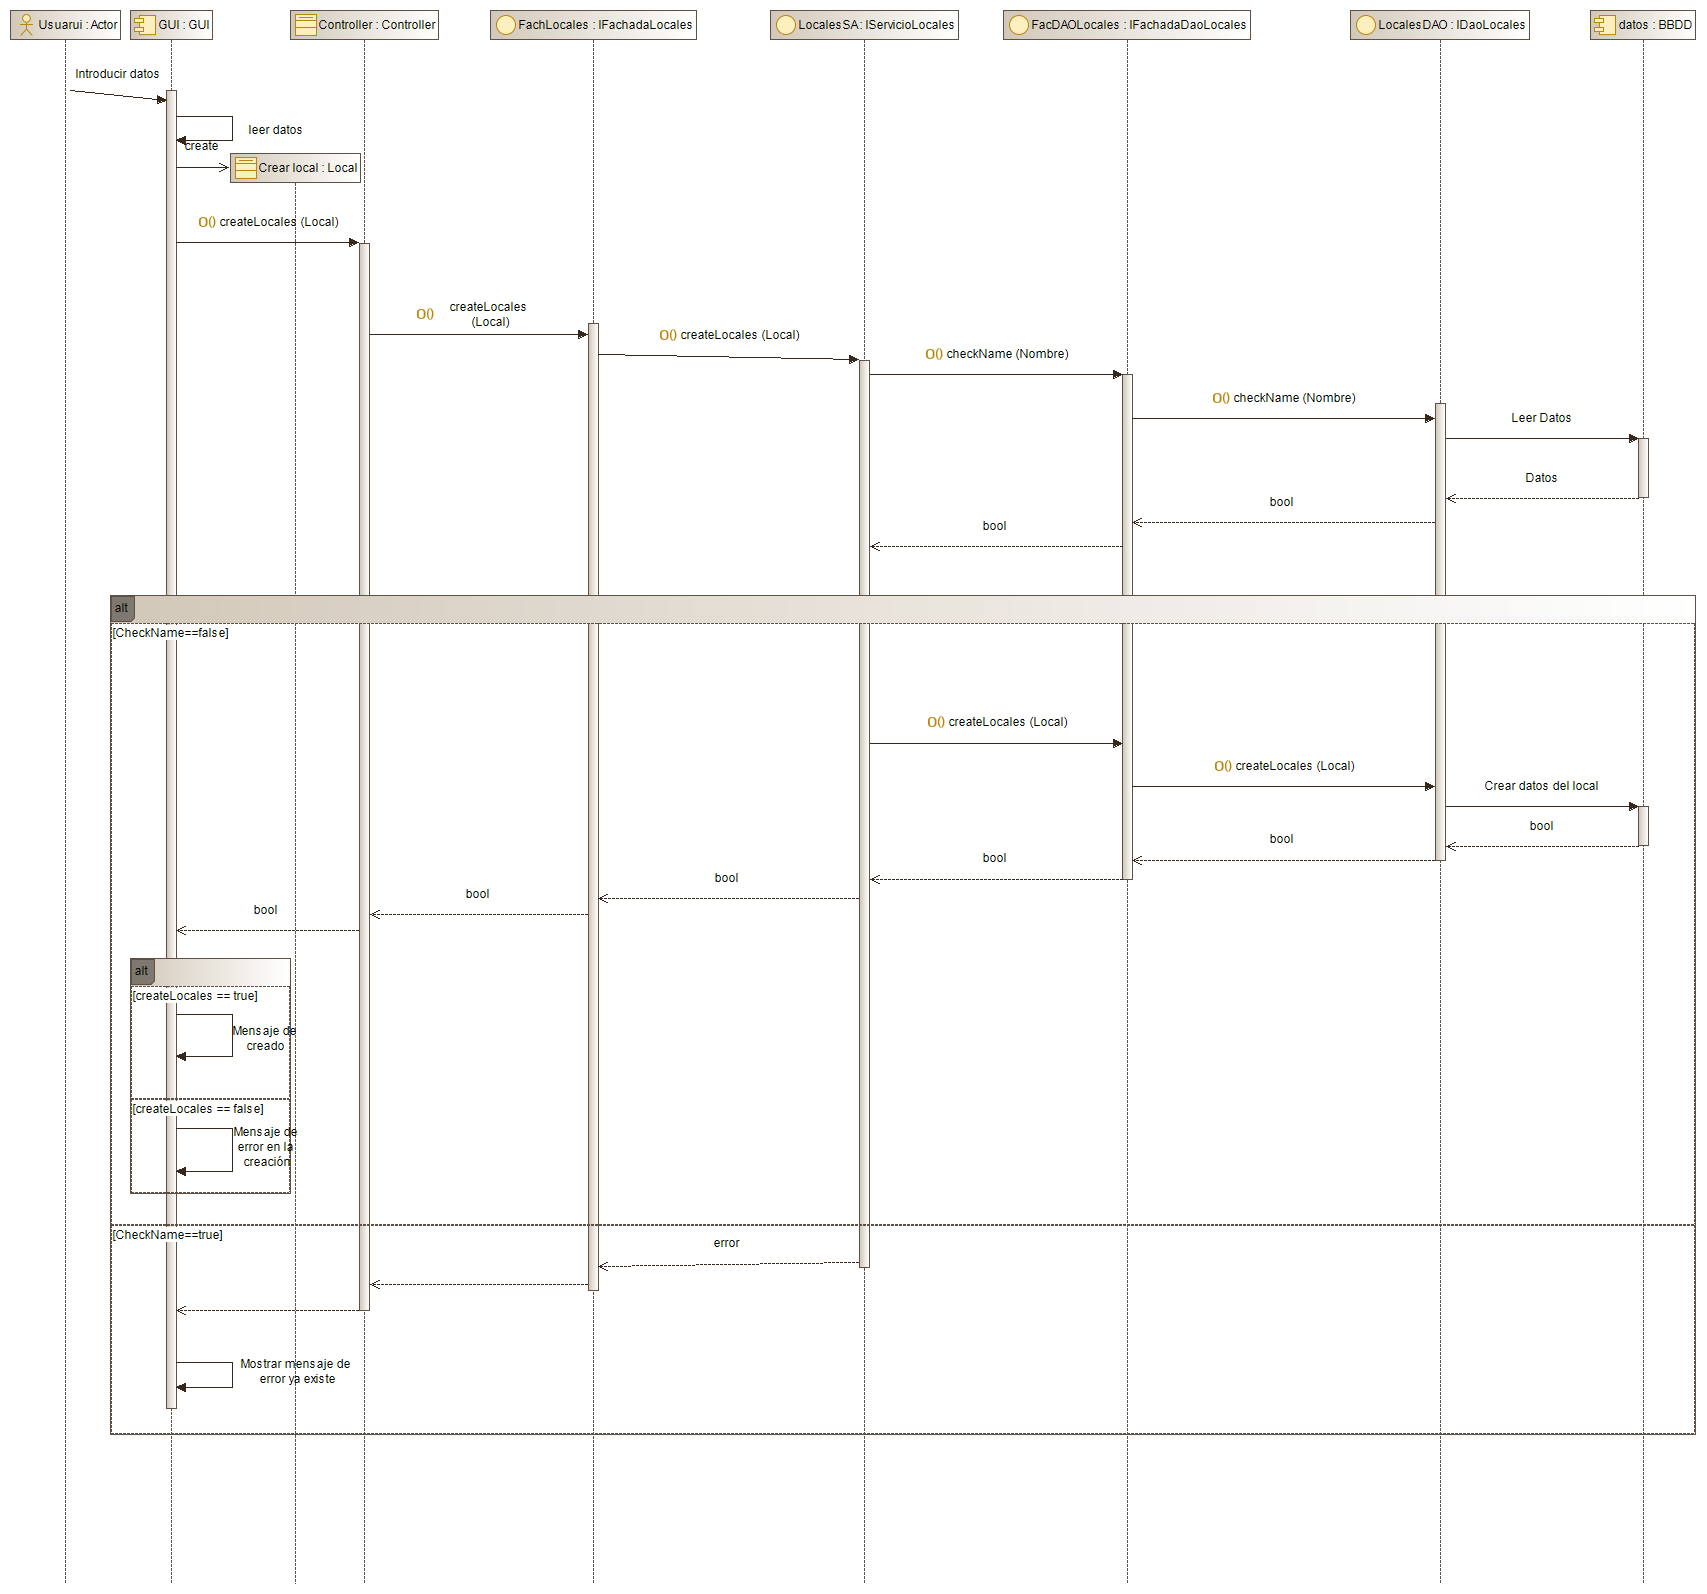 Usuarui : Actor
GUI : GUI
Controller : Controller
FachLocales : IFachadaLocales
LocalesSA: IServicioLocales
FacDAOLocales : IFachadaDaoLocales
LocalesDAO : IDaoLocales
datos : BBDD
Introducir datos
leer datos
create
Crear local : Local
O() createLocales (Local)
O() createLocales
(Local)
O() createLocales (Local)
O() checkName (Nombre)
O() checkName (Nombre)
Leer Datos
Datos
bool
bool
alt
[CheckName==false]
O() createLocales (Local)
O() createLocales (Local)
Crear datos del local
bool
bool
bool
bool
bool
bool
alt
[createLocales == true]
Mensaje de
creado
[createLocales == false]
Mensaje de
error en la
creación
[CheckName==true]
error
Mostrar mensaje de
error ya existe